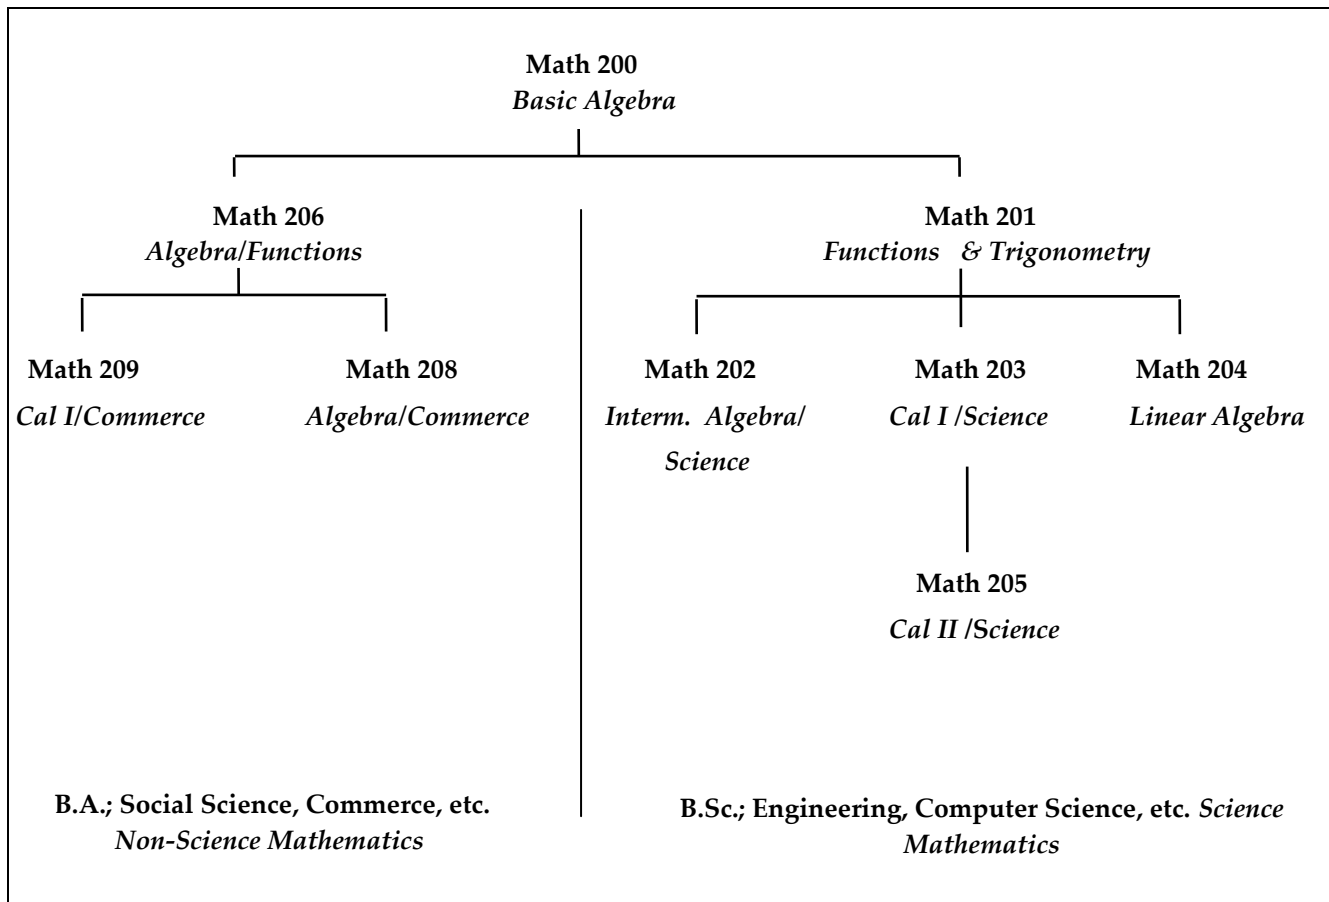 Math 200
Basic Algebra
Math 206
Algebra/Functions
Math 201
Functions & Trigonometry
Math 209
Cal I/Commerce
Math 208
Algebra/Commerce
Math 202
Interm. Algebra/
Science
Math 203
Cal I /Science
Math 204
Linear Algebra
Math 205
Cal II /Science
B.A.; Social Science, Commerce, etc.
Non-Science Mathematics
B.Sc.; Engineering, Computer Science, etc. Science
Mathematics